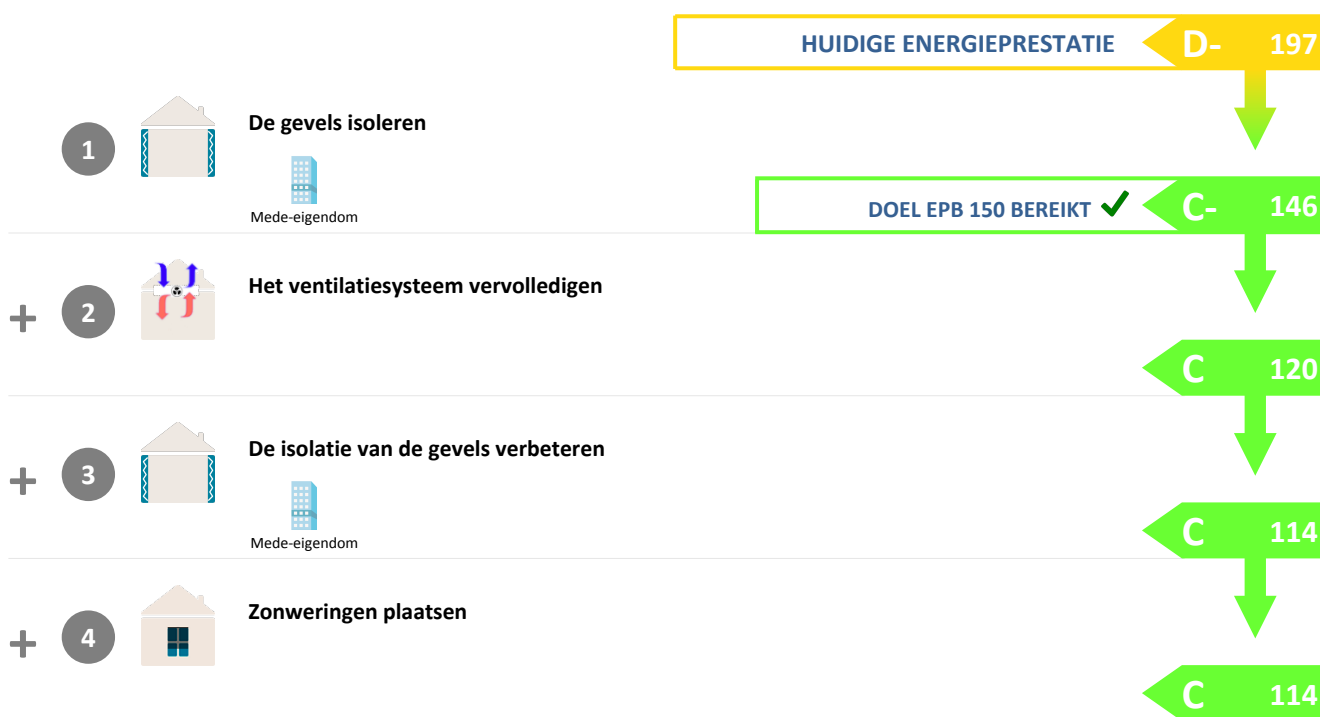 HUIDIGE ENERGIEPRESTATIE D- 197
1 De gevels isoleren
Mede-eigendom
DOEL EPB 150 BEREIKT C- 146
+ 2 Het ventilatiesysteem vervolledigen
C 120
+ 3 De isolatie van de gevels verbeteren
Mede-eigendom
C 114
+ 4 Zonweringen plaatsen
C 114